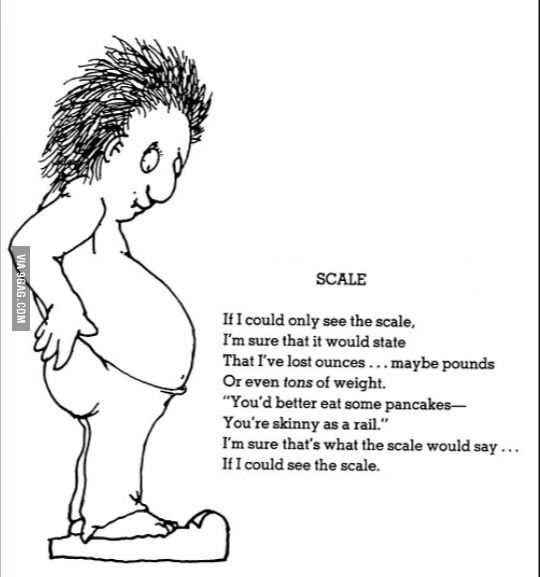 SCALE
If I could only see the scale,
I'm sure that it would state
That I've lost ounces . . . maybe pounds
Or even tons of weight.
"You'd better eat some pancakes—
You're skinny as a rail."
I'm sure that's what the scale would say . . .
If I could see the scale.
VIA 9GAG.COM